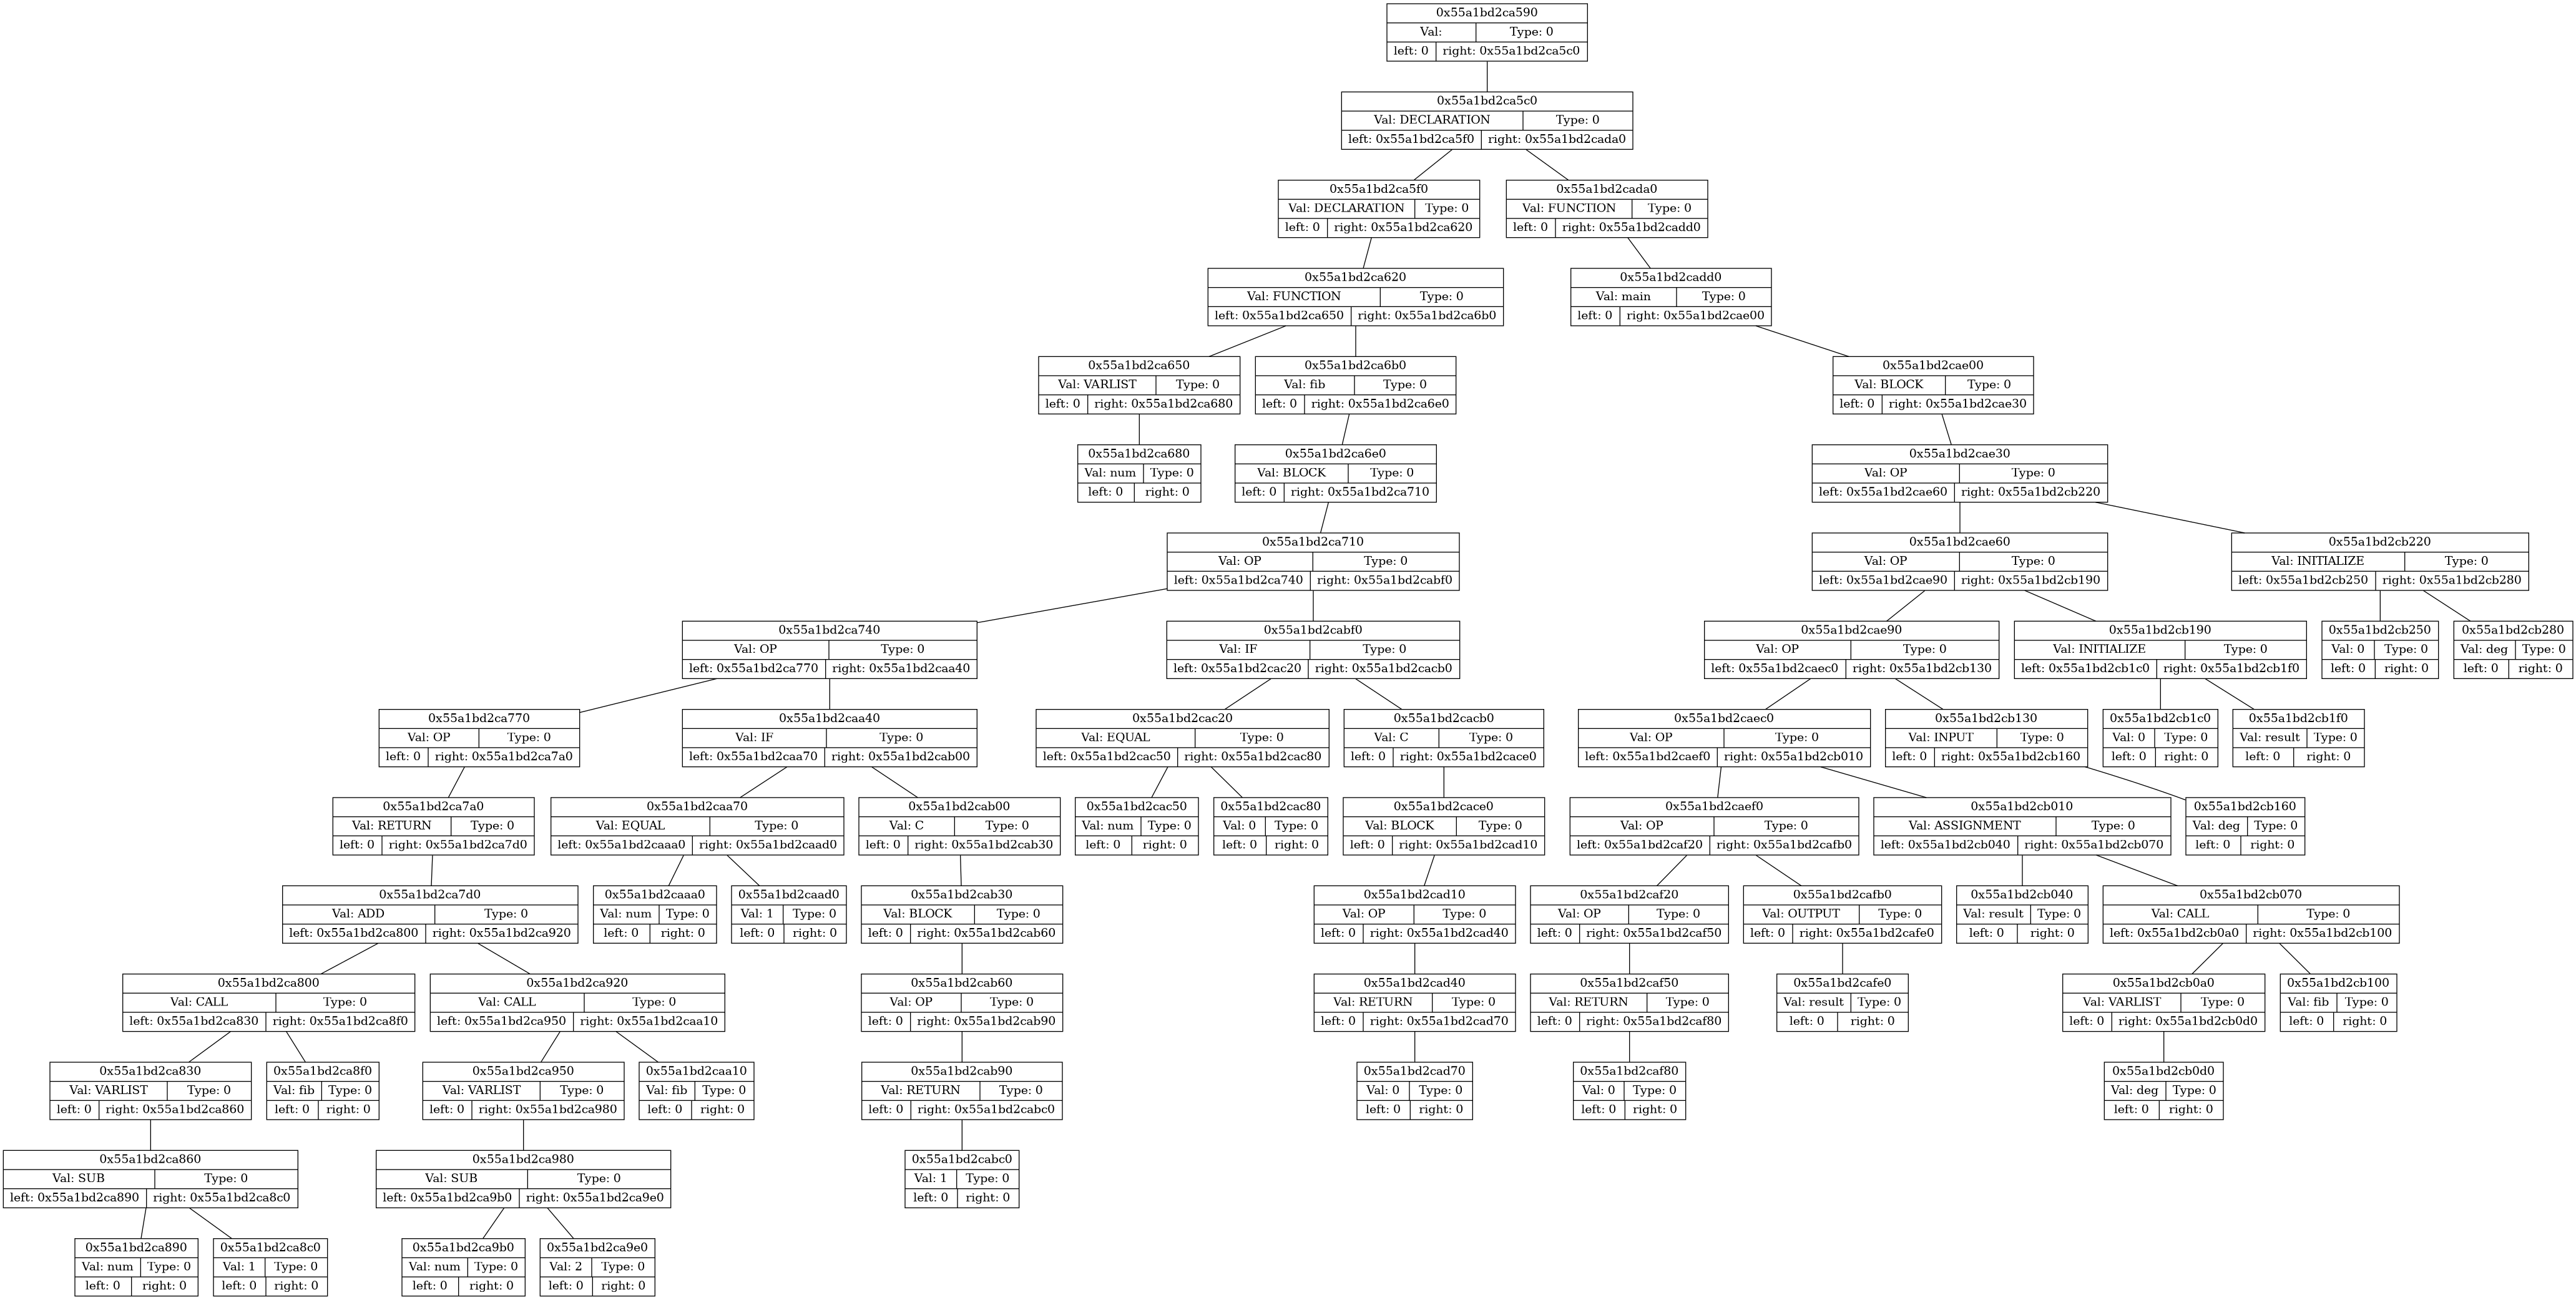 0x55a1bd2ca590
Val: Type: 0
left: 0 right: 0x55a1bd2ca5c0
0x55a1bd2ca5c0
Val: DECLARATION Type: 0
left: 0x55a1bd2ca5f0 right: 0x55a1bd2cada0
0x55a1bd2ca5f0
Val: DECLARATION Type: 0
left: 0 right: 0x55a1bd2ca620
0x55a1bd2cada0
Val: FUNCTION Type: 0
left: 0 right: 0x55a1bd2cadd0
0x55a1bd2ca620
Val: FUNCTION Type: 0
left: 0x55a1bd2ca650 right: 0x55a1bd2ca6b0
0x55a1bd2cadd0
Val: main Type: 0
left: 0 right: 0x55a1bd2cae00
0x55a1bd2ca650
Val: VARLIST Type: 0
left: 0 right: 0x55a1bd2ca680
0x55a1bd2ca6b0
Val: fib Type: 0
left: 0 right: 0x55a1bd2ca6e0
0x55a1bd2cae00
Val: BLOCK Type: 0
left: 0 right: 0x55a1bd2cae30
0x55a1bd2ca680
Val: num Type: 0
left: 0 right: 0
0x55a1bd2ca6e0
Val: BLOCK Type: 0
left: 0 right: 0x55a1bd2ca710
0x55a1bd2cae30
Val: OP Type: 0
left: 0x55a1bd2cae60 right: 0x55a1bd2cb220
0x55a1bd2ca710
Val: OP Type: 0
left: 0x55a1bd2ca740 right: 0x55a1bd2cabf0
0x55a1bd2cae60
Val: OP Type: 0
left: 0x55a1bd2cae90 right: 0x55a1bd2cb190
0x55a1bd2cb220
Val: INITIALIZE Type: 0
left: 0x55a1bd2cb250 right: 0x55a1bd2cb280
0x55a1bd2ca740
Val: OP Type: 0
left: 0x55a1bd2ca770 right: 0x55a1bd2caa40
0x55a1bd2cabf0
Val: IF Type: 0
left: 0x55a1bd2cac20 right: 0x55a1bd2cacb0
0x55a1bd2cae90
Val: OP Type: 0
left: 0x55a1bd2caec0 right: 0x55a1bd2cb130
0x55a1bd2cb190
Val: INITIALIZE Type: 0
left: 0x55a1bd2cb1c0 right: 0x55a1bd2cb1f0
0x55a1bd2cb250
Val: 0 Type: 0
left: 0 right: 0
0x55a1bd2cb280
Val: deg Type: 0
left: 0 right: 0
0x55a1bd2ca770
Val: OP Type: 0
left: 0 right: 0x55a1bd2ca7a0
0x55a1bd2caa40
Val: IF Type: 0
left: 0x55a1bd2caa70 right: 0x55a1bd2cab00
0x55a1bd2cac20
Val: EQUAL Type: 0
left: 0x55a1bd2cac50 right: 0x55a1bd2cac80
0x55a1bd2cacb0
Val: C Type: 0
left: 0 right: 0x55a1bd2cace0
0x55a1bd2caec0
Val: OP Type: 0
left: 0x55a1bd2caef0 right: 0x55a1bd2cb010
0x55a1bd2cb130
Val: INPUT Type: 0
left: 0 right: 0x55a1bd2cb160
0x55a1bd2cb1c0
Val: 0 Type: 0
left: 0 right: 0
0x55a1bd2cb1f0
Val: result Type: 0
left: 0 right: 0
0x55a1bd2ca7a0
Val: RETURN Type: 0
left: 0 right: 0x55a1bd2ca7d0
0x55a1bd2caa70
Val: EQUAL Type: 0
left: 0x55a1bd2caaa0 right: 0x55a1bd2caad0
0x55a1bd2cab00
Val: C Type: 0
left: 0 right: 0x55a1bd2cab30
0x55a1bd2cac50
Val: num Type: 0
left: 0 right: 0
0x55a1bd2cac80
Val: 0 Type: 0
left: 0 right: 0
0x55a1bd2cace0
Val: BLOCK Type: 0
left: 0 right: 0x55a1bd2cad10
0x55a1bd2caef0
Val: OP Type: 0
left: 0x55a1bd2caf20 right: 0x55a1bd2cafb0
0x55a1bd2cb010
Val: ASSIGNMENT Type: 0
left: 0x55a1bd2cb040 right: 0x55a1bd2cb070
0x55a1bd2cb160
Val: deg Type: 0
left: 0 right: 0
0x55a1bd2ca7d0
Val: ADD Type: 0
left: 0x55a1bd2ca800 right: 0x55a1bd2ca920
0x55a1bd2caaa0
Val: num Type: 0
left: 0 right: 0
0x55a1bd2caad0
Val: 1 Type: 0
left: 0 right: 0
0x55a1bd2cab30
Val: BLOCK Type: 0
left: 0 right: 0x55a1bd2cab60
0x55a1bd2cad10
Val: OP Type: 0
left: 0 right: 0x55a1bd2cad40
0x55a1bd2caf20
Val: OP Type: 0
left: 0 right: 0x55a1bd2caf50
0x55a1bd2cafb0
Val: OUTPUT Type: 0
left: 0 right: 0x55a1bd2cafe0
0x55a1bd2cb040
Val: result Type: 0
left: 0 right: 0
0x55a1bd2cb070
Val: CALL Type: 0
left: 0x55a1bd2cb0a0 right: 0x55a1bd2cb100
0x55a1bd2ca800
Val: CALL Type: 0
left: 0x55a1bd2ca830 right: 0x55a1bd2ca8f0
0x55a1bd2ca920
Val: CALL Type: 0
left: 0x55a1bd2ca950 right: 0x55a1bd2caa10
0x55a1bd2cab60
Val: OP Type: 0
left: 0 right: 0x55a1bd2cab90
0x55a1bd2cad40
Val: RETURN Type: 0
left: 0 right: 0x55a1bd2cad70
0x55a1bd2caf50
Val: RETURN Type: 0
left: 0 right: 0x55a1bd2caf80
0x55a1bd2cafe0
Val: result Type: 0
left: 0 right: 0
0x55a1bd2cb0a0
Val: VARLIST Type: 0
left: 0 right: 0x55a1bd2cb0d0
0x55a1bd2cb100
Val: fib Type: 0
left: 0 right: 0
0x55a1bd2ca830
Val: VARLIST Type: 0
left: 0 right: 0x55a1bd2ca860
0x55a1bd2ca8f0
Val: fib Type: 0
left: 0 right: 0
0x55a1bd2ca950
Val: VARLIST Type: 0
left: 0 right: 0x55a1bd2ca980
0x55a1bd2caa10
Val: fib Type: 0
left: 0 right: 0
0x55a1bd2cab90
Val: RETURN Type: 0
left: 0 right: 0x55a1bd2cabc0
0x55a1bd2cad70
Val: 0 Type: 0
left: 0 right: 0
0x55a1bd2caf80
Val: 0 Type: 0
left: 0 right: 0
0x55a1bd2cb0d0
Val: deg Type: 0
left: 0 right: 0
0x55a1bd2ca860
Val: SUB Type: 0
left: 0x55a1bd2ca890 right: 0x55a1bd2ca8c0
0x55a1bd2ca980
Val: SUB Type: 0
left: 0x55a1bd2ca9b0 right: 0x55a1bd2ca9e0
0x55a1bd2cabc0
Val: 1 Type: 0
left: 0 right: 0
0x55a1bd2ca890
Val: num Type: 0
left: 0 right: 0
0x55a1bd2ca8c0
Val: 1 Type: 0
left: 0 right: 0
0x55a1bd2ca9b0
Val: num Type: 0
left: 0 right: 0
0x55a1bd2ca9e0
Val: 2 Type: 0
left: 0 right: 0